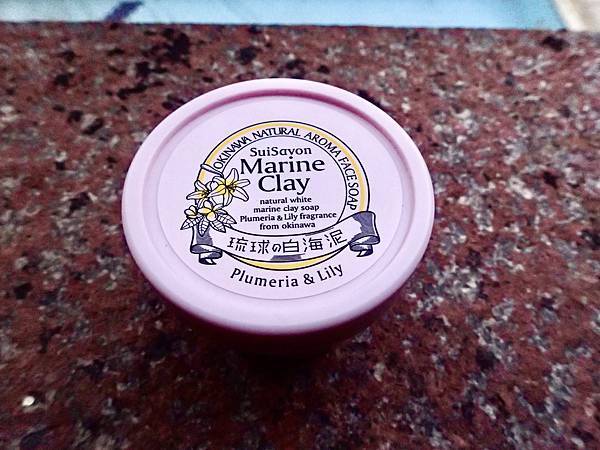 OKINAWA NATURAL AROMA FACE SOAP
SuiSavon
Marine
Clay
natural white
marine clay soap
Plumeria & Lily fragrance
from okinawa
琉球の白海泥
Plumeria & Lily